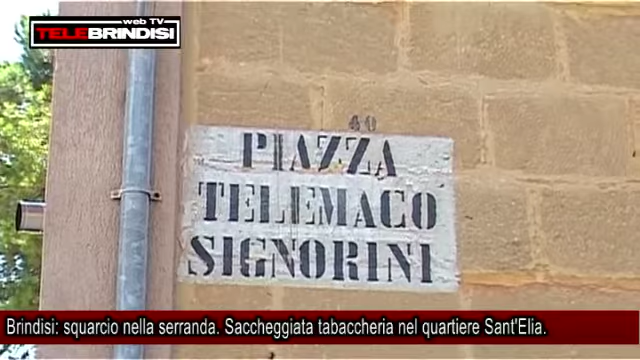 web TV
TELEBRINDISI
40
PIAZZA
TELEMACO
SIGNORINI
Brindisi: squarcio nella serranda. Saccheggiata tabaccheria nel quartiere Sant'Elia.